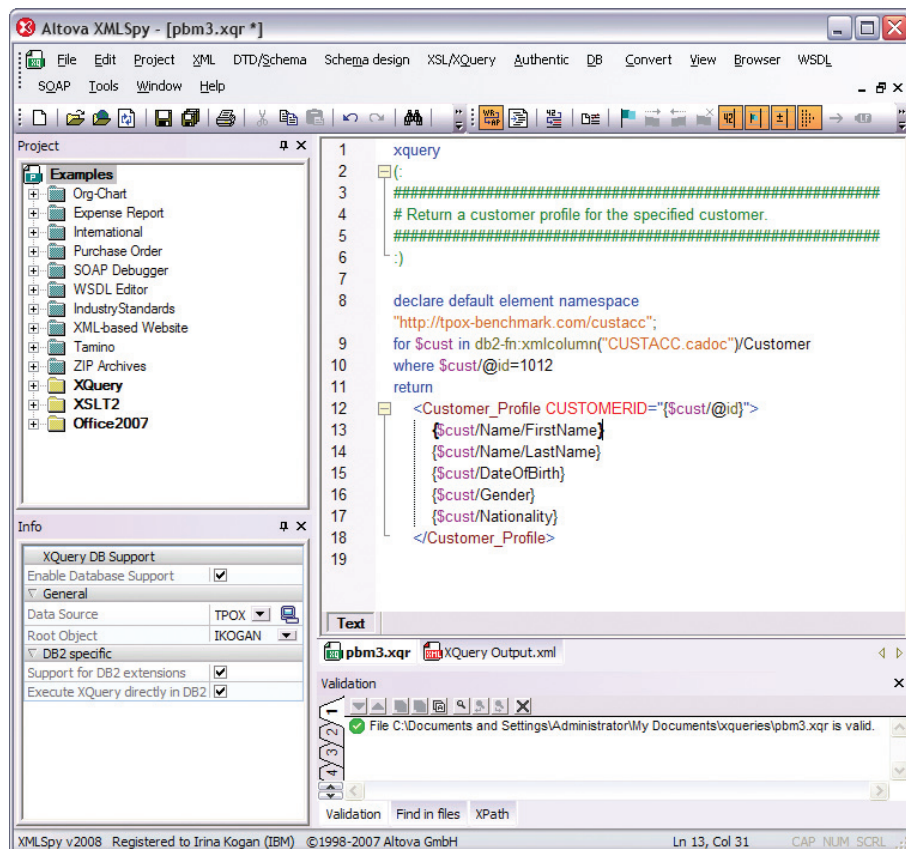 Altova XMLSpy - [pbm3.xqr *]
File Edit Project XML DTD/Schema Schema design XSL/XQuery Authentic DB Convert View Browser WSDL
SOAP Tools Window Help
Project
Examples
Org-Chart
Expense Report
International
Purchase Order
SOAP Debugger
WSDL Editor
IndustryStandards
XML-based Website
Tamino
ZIP Archives
XQuery
XSLT2
Office2007
Info
XQuery DB Support
Enable Database Support
General
Data Source TPOX
Root Object IKOGAN
DB2 specific
Support for DB2 extensions
Execute XQuery directly in DB2
1 xquery
2 (:
3 ############################################################
4 # Return a customer profile for the specified customer.
5 ############################################################
6 :)
7
8 declare default element namespace
"http://tpox-benchmark.com/custacc";
9 for $cust in db2-fn:xmlcolumn("CUSTACC.cadoc")/Customer
10 where $cust/@id=1012
11 return
12 <Customer_Profile CUSTOMERID="{$cust/@id}">
13 {$cust/Name/FirstName}
14 {$cust/Name/LastName}
15 {$cust/DateOfBirth}
16 {$cust/Gender}
17 {$cust/Nationality}
18 </Customer_Profile>
19
Text
pbm3.xqr XQuery Output.xml
Validation
1
2
3
4
File C:\Documents and Settings\Administrator\My Documents\xqueries\pbm3.xqr is valid.
Validation Find in files XPath
XMLSpy v2008 Registered to Irina Kogan (IBM) ©1998-2007 Altova GmbH Ln 13, Col 31 CAP NUM SCRL